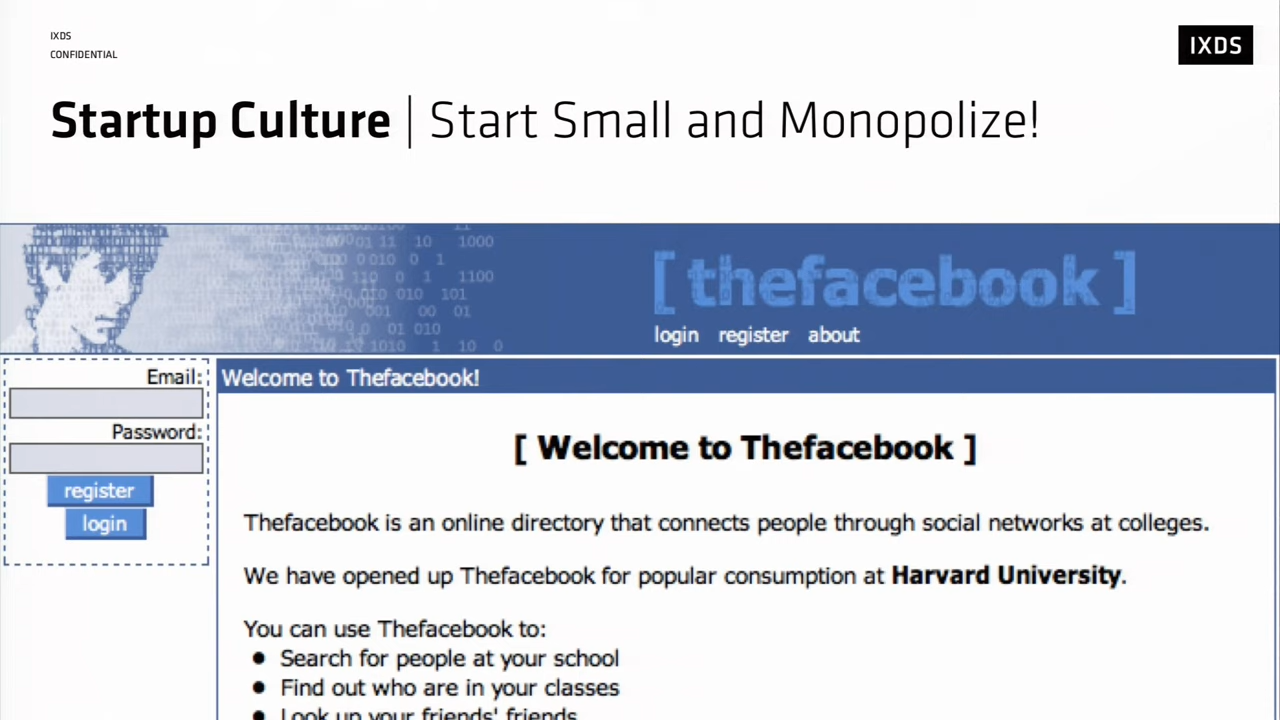 IXDS
CONFIDENTIAL
IXDS
Startup Culture | Start Small and Monopolize!
[ thefacebook ]
login register about
Email:
Password:
register
login
Welcome to Thefacebook!
[ Welcome to Thefacebook ]
Thefacebook is an online directory that connects people through social networks at colleges.
We have opened up Thefacebook for popular consumption at Harvard University.
You can use Thefacebook to:
● Search for people at your school
● Find out who are in your classes
● Look up your friends' friends